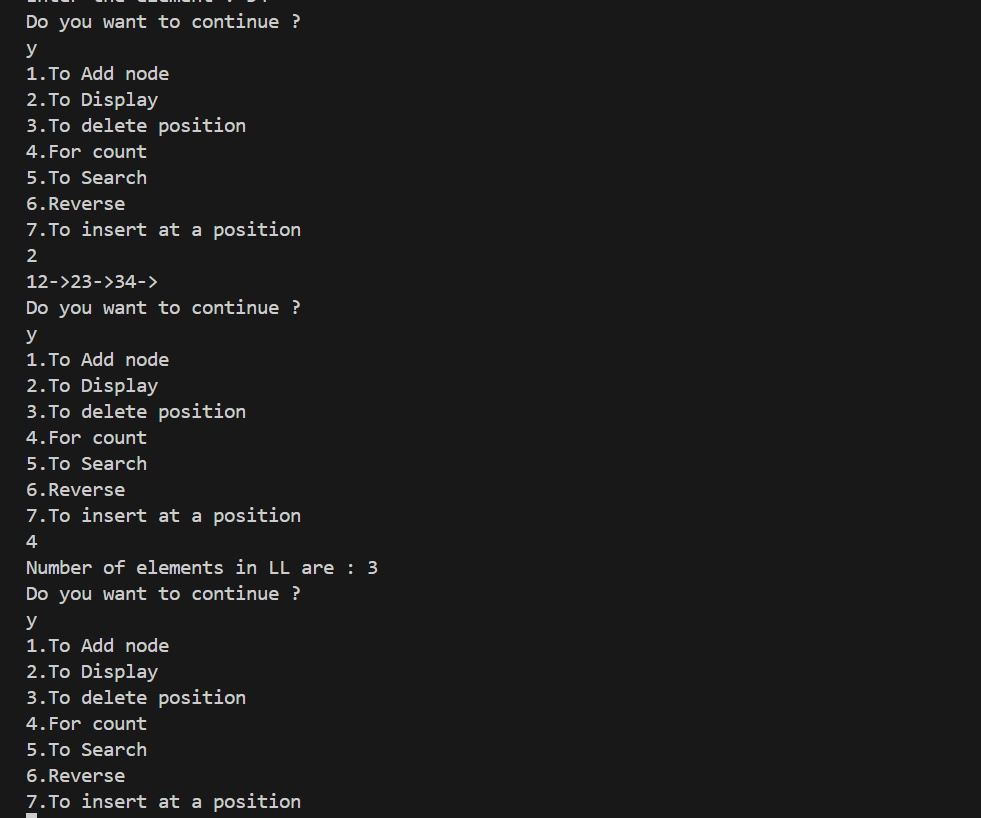 Do you want to continue ?
y
1.To Add node
2.To Display
3.To delete position
4.For count
5.To Search
6.Reverse
7.To insert at a position
2
12->23->34->
Do you want to continue ?
y
1.To Add node
2.To Display
3.To delete position
4.For count
5.To Search
6.Reverse
7.To insert at a position
4
Number of elements in LL are : 3
Do you want to continue ?
y
1.To Add node
2.To Display
3.To delete position
4.For count
5.To Search
6.Reverse
7.To insert at a position